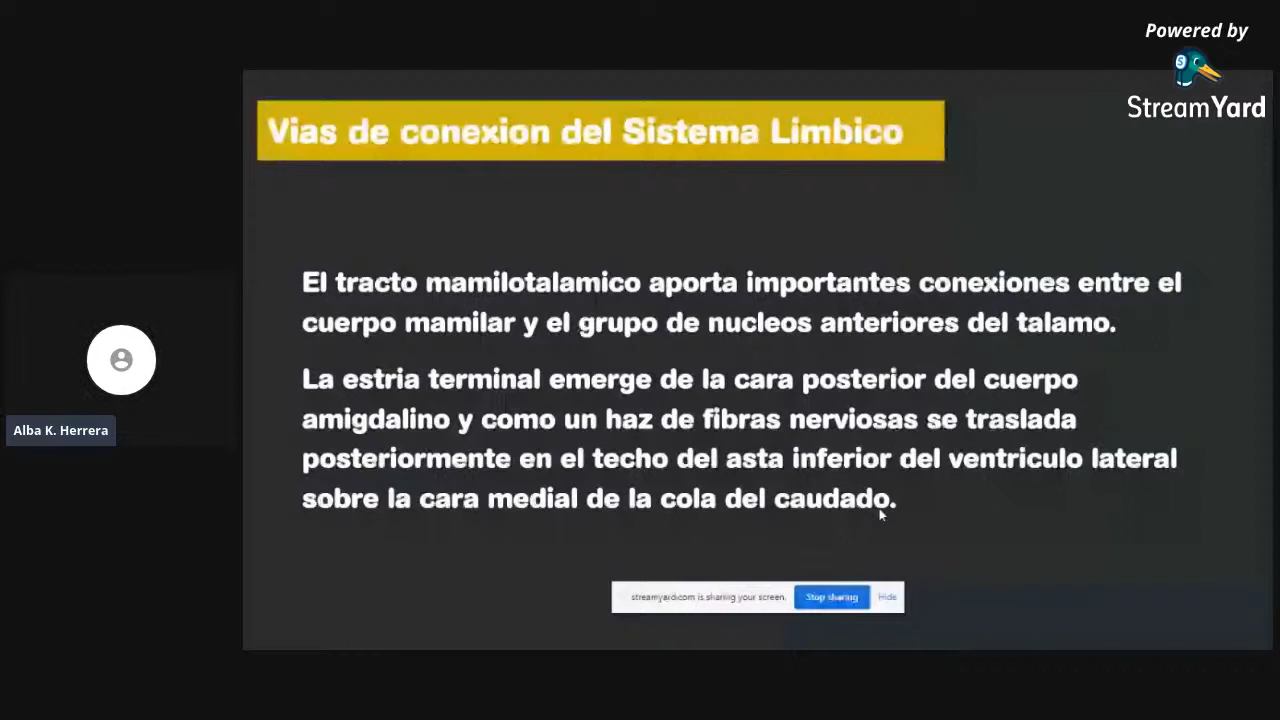 Powered by
StreamYard
Vias de conexion del Sistema Limbico
El tracto mamilotalamico aporta importantes conexiones entre el
cuerpo mamilar y el grupo de nucleos anteriores del talamo.
La estria terminal emerge de la cara posterior del cuerpo
amigdalino y como un haz de fibras nerviosas se traslada
posteriormente en el techo del asta inferior del ventriculo lateral
sobre la cara medial de la cola del caudado.
Alba K. Herrera
streamyard.com is sharing your screen.
Stop sharing
Hide